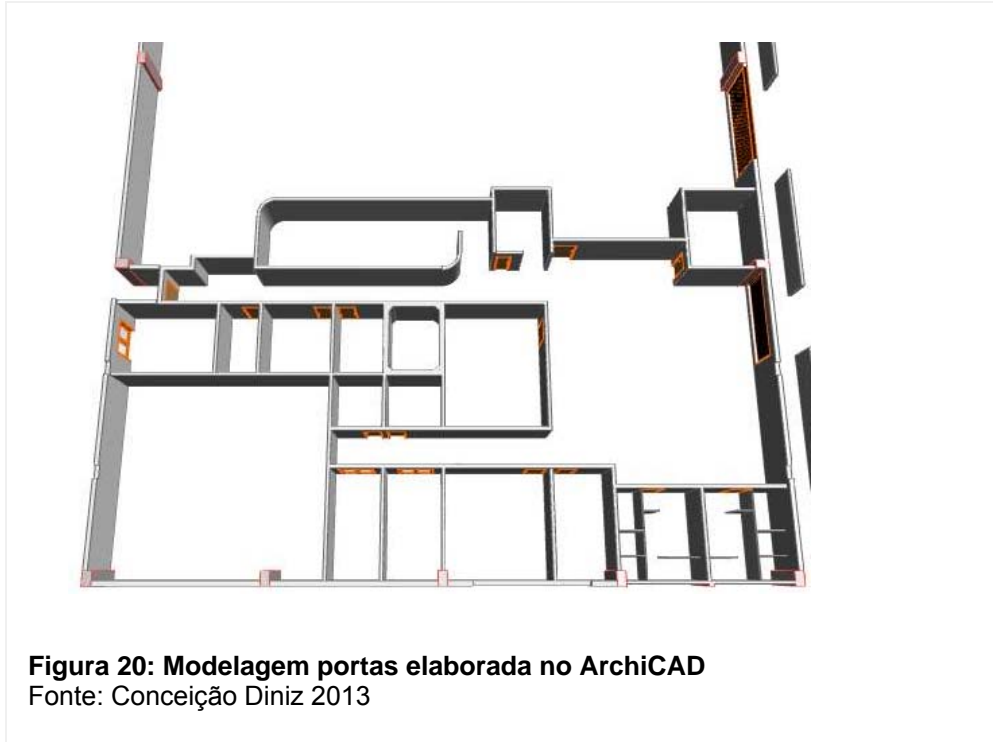 Figura 20: Modelagem portas elaborada no ArchiCAD
Fonte: Conceição Diniz 2013